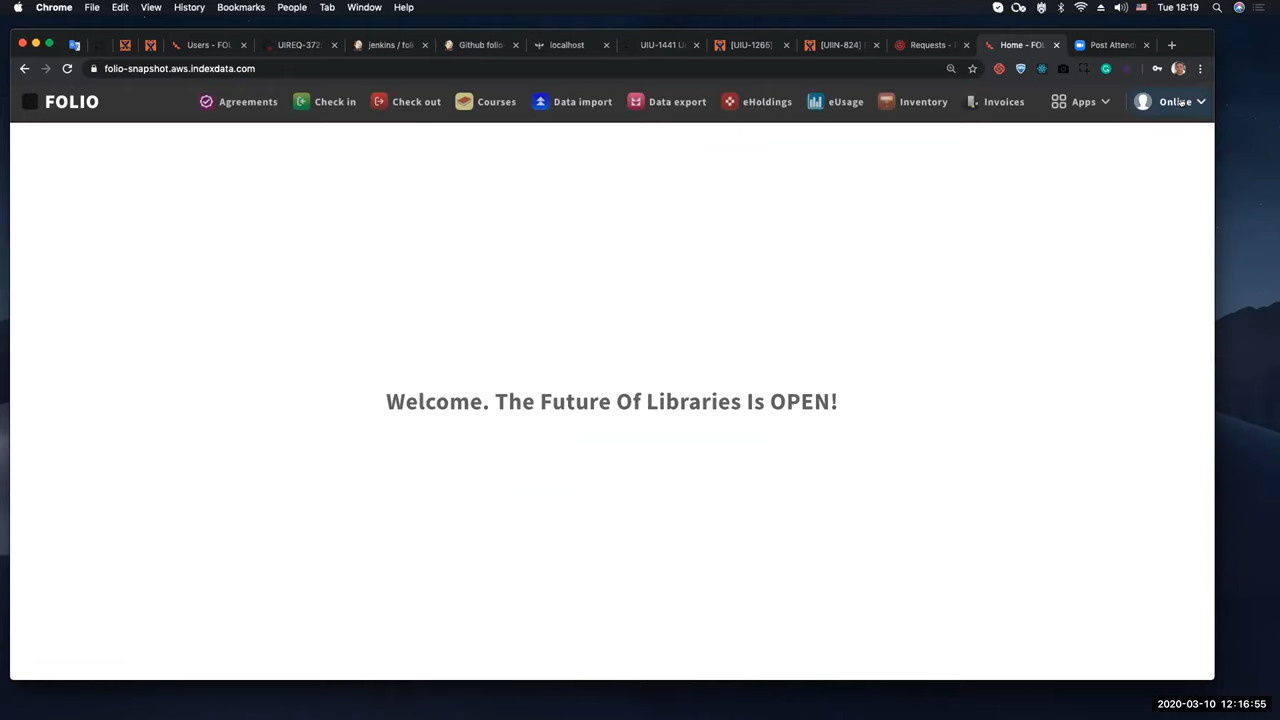 Chrome File Edit View History Bookmarks People Tab Window Help Tue 18:19
Users - FOL UIREQ-372: jenkins / foli Github folio- localhost UIU-1441 U [UIU-1265] [UIIN-824] Requests - Home - FOL Post Attend
folio-snapshot.aws.indexdata.com
FOLIO Agreements Check in Check out Courses Data import Data export eHoldings eUsage Inventory Invoices Apps Online
Welcome. The Future Of Libraries Is OPEN!
2020-03-10 12:16:55